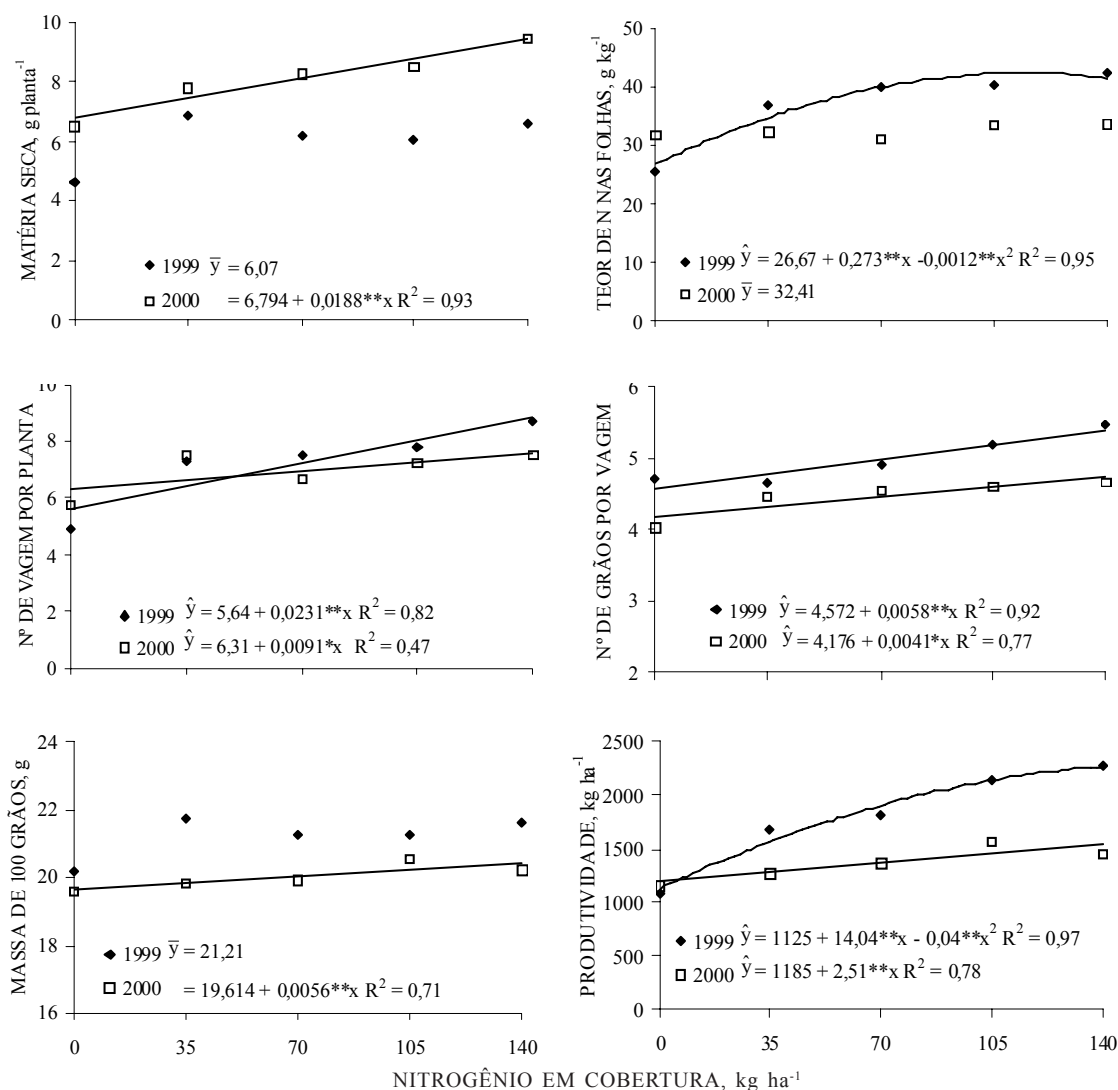 10
8
6
4
2
0
MATÉRIA SECA, g planta⁻¹
◆ 1999 y̅ = 6,07
□ 2000 = 6,794 + 0,0188**x R² = 0,93
50
40
30
20
10
0
TEOR DE N NAS FOLHAS, g kg⁻¹
◆ 1999 ŷ = 26,67 + 0,273**x -0,0012**x² R² = 0,95
□ 2000 y̅ = 32,41
10
8
6
4
2
0
Nº DE VAGEM POR PLANTA
◆ 1999 ŷ = 5,64 + 0,0231**x R² = 0,82
□ 2000 ŷ = 6,31 + 0,0091*x R² = 0,47
6
5
4
3
2
Nº DE GRÃOS POR VAGEM
◆ 1999 ŷ = 4,572 + 0,0058**x R² = 0,92
□ 2000 ŷ = 4,176 + 0,0041*x R² = 0,77
24
22
20
18
16
MASSA DE 100 GRÃOS, g
◆ 1999 y̅ = 21,21
□ 2000 = 19,614 + 0,0056**x R² = 0,71
0 35 70 105 140
2500
2000
1500
1000
500
0
PRODUTIVIDADE, kg ha⁻¹
◆ 1999 ŷ = 1125 + 14,04**x - 0,04**x² R² = 0,97
□ 2000 ŷ = 1185 + 2,51**x R² = 0,78
0 35 70 105 140
NITROGÊNIO EM COBERTURA, kg ha⁻¹